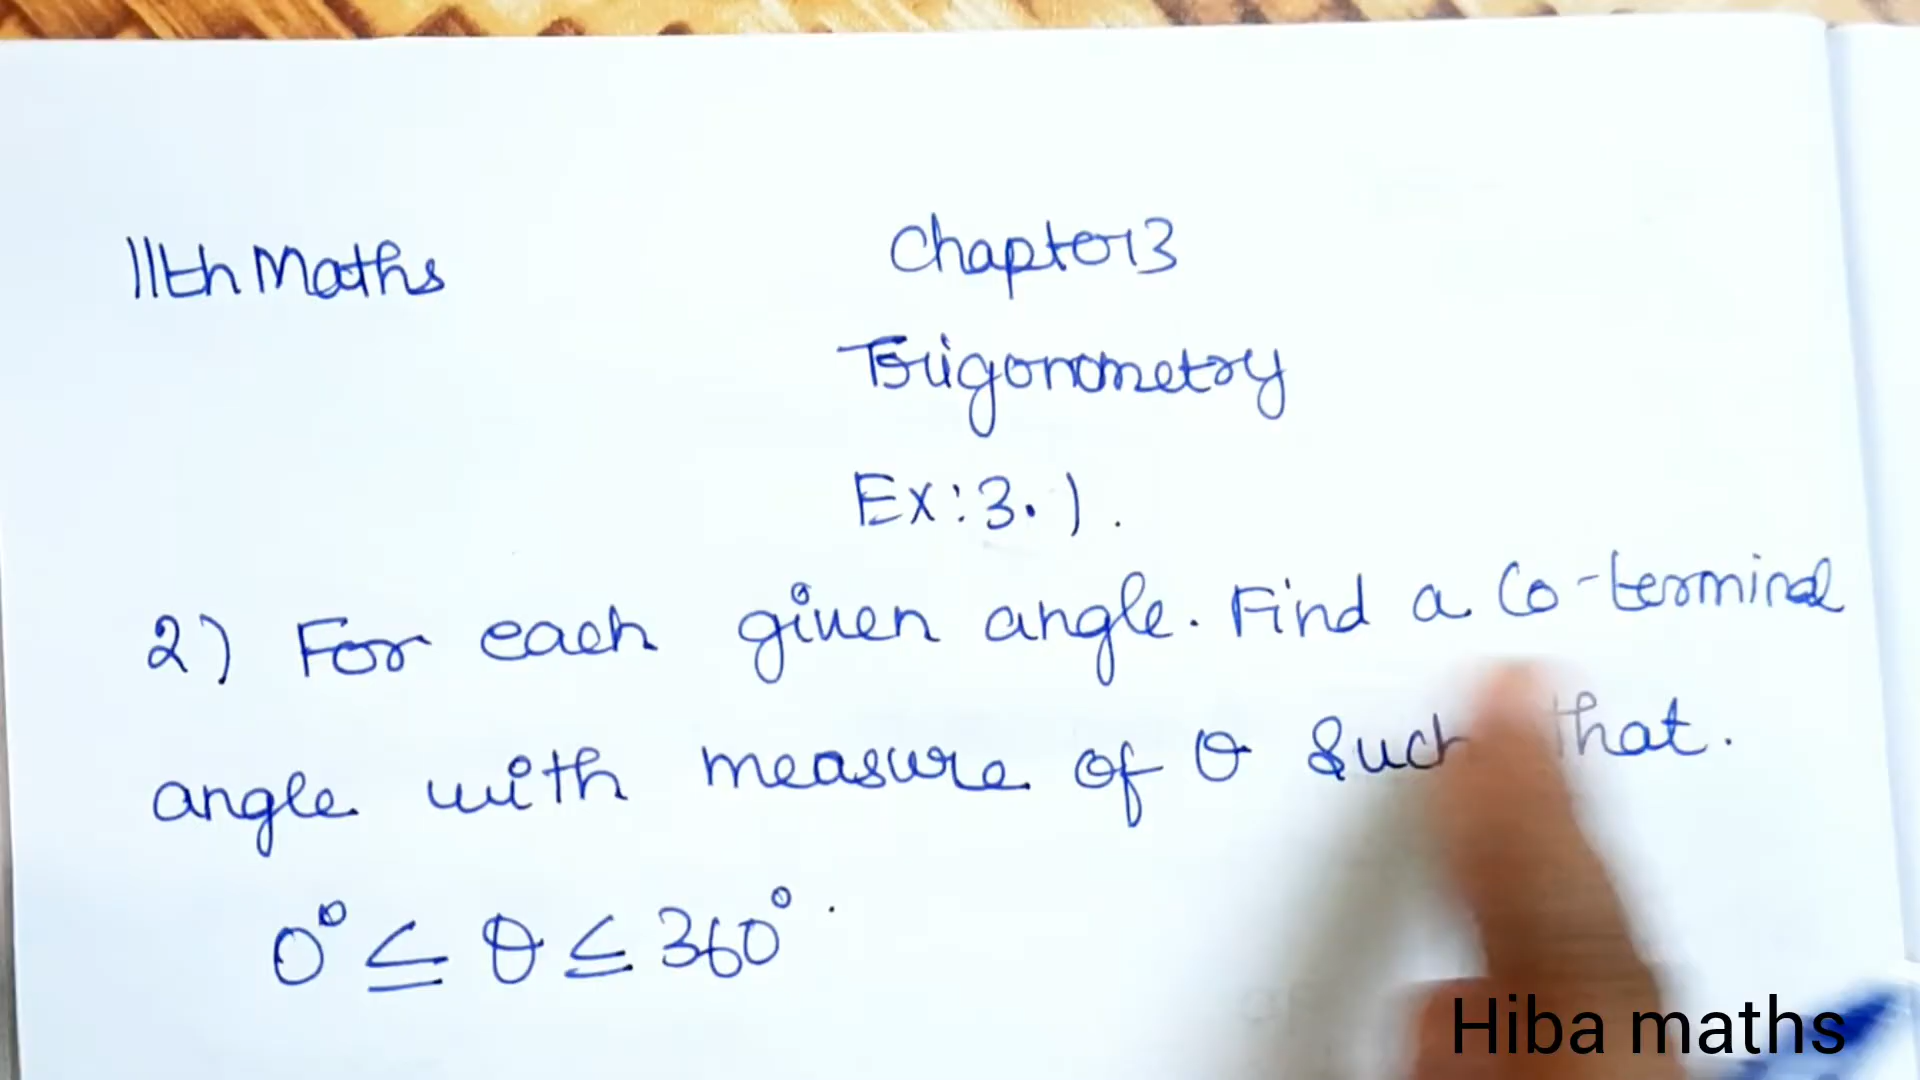 11th Maths
Chapter 3
Trigonometry
Ex: 3.1.
2) For each given angle. Find a Co-terminal
angle with measure of θ such that.
0° ≤ θ ≤ 360°.
Hiba maths